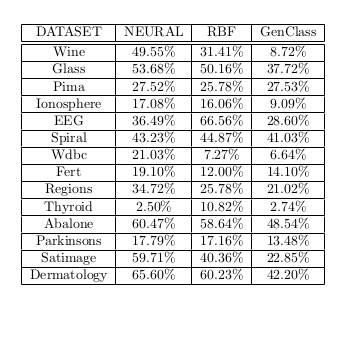 DATASET NEURAL RBF GenClass
Wine 49.55% 31.41% 8.72%
Glass 53.68% 50.16% 37.72%
Pima 27.52% 25.78% 27.53%
Ionosphere 17.08% 16.06% 9.09%
EEG 36.49% 66.56% 28.60%
Spiral 43.23% 44.87% 41.03%
Wdbc 21.03% 7.27% 6.64%
Fert 19.10% 12.00% 14.10%
Regions 34.72% 25.78% 21.02%
Thyroid 2.50% 10.82% 2.74%
Abalone 60.47% 58.64% 48.54%
Parkinsons 17.79% 17.16% 13.48%
Satimage 59.71% 40.36% 22.85%
Dermatology 65.60% 60.23% 42.20%